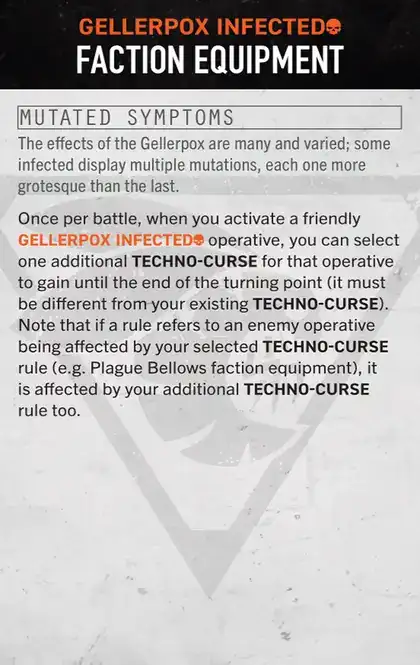 GELLERPOX INFECTED
FACTION EQUIPMENT
MUTATED SYMPTOMS
The effects of the Gellerpox are many and varied; some
infected display multiple mutations, each one more
grotesque than the last.
Once per battle, when you activate a friendly
GELLERPOX INFECTED operative, you can select
one additional TECHNO-CURSE for that operative
to gain until the end of the turning point (it must
be different from your existing TECHNO-CURSE).
Note that if a rule refers to an enemy operative
being affected by your selected TECHNO-CURSE
rule (e.g. Plague Bellows faction equipment), it
is affected by your additional TECHNO-CURSE
rule too.